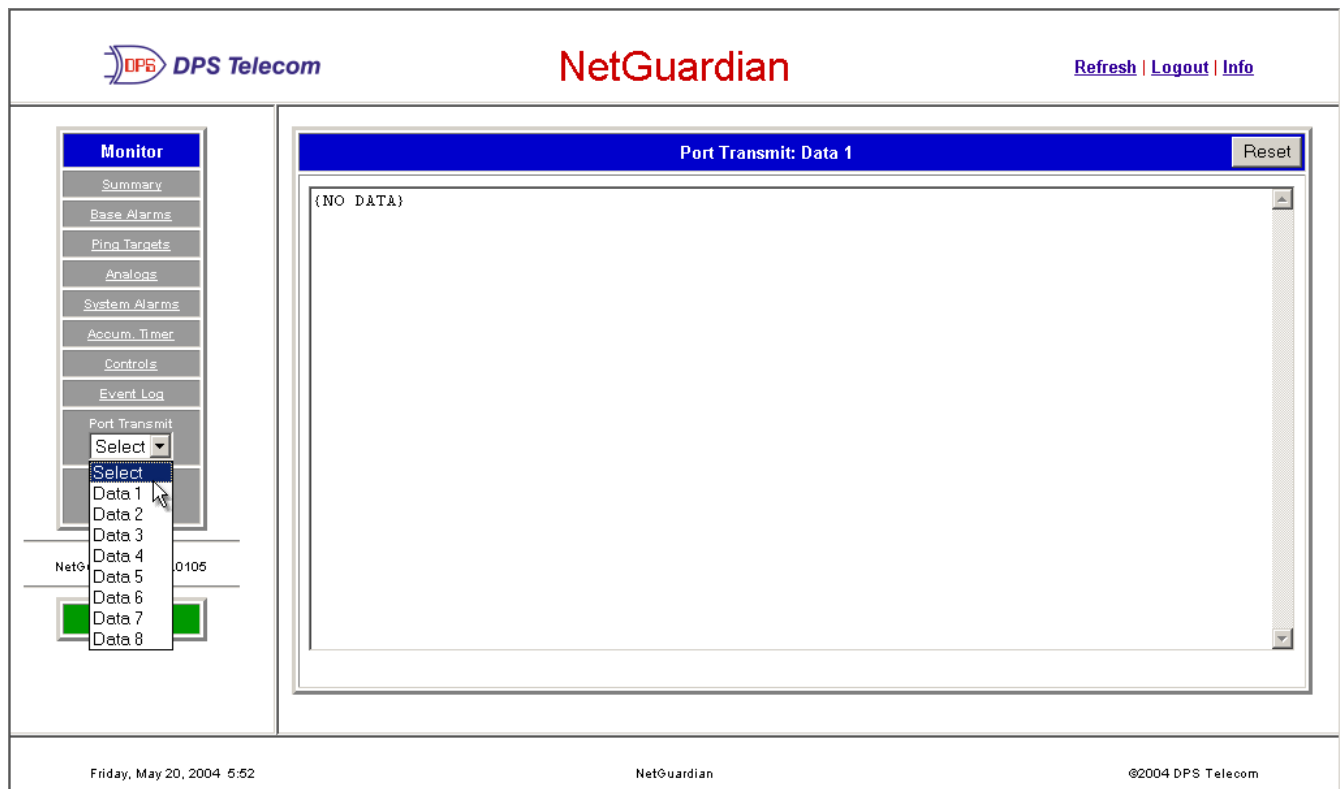 DPS DPS Telecom
NetGuardian
Refresh | Logout | Info
Monitor
Summary
Base Alarms
Ping Targets
Analogs
System Alarms
Accum. Timer
Controls
Event Log
Port Transmit
Select
Select
Data 1
Data 2
Data 3
Data 4
Data 5
Data 6
Data 7
Data 8
0105
Port Transmit: Data 1
Reset
{NO DATA}
Friday, May 20, 2004 5:52
NetGuardian
©2004 DPS Telecom